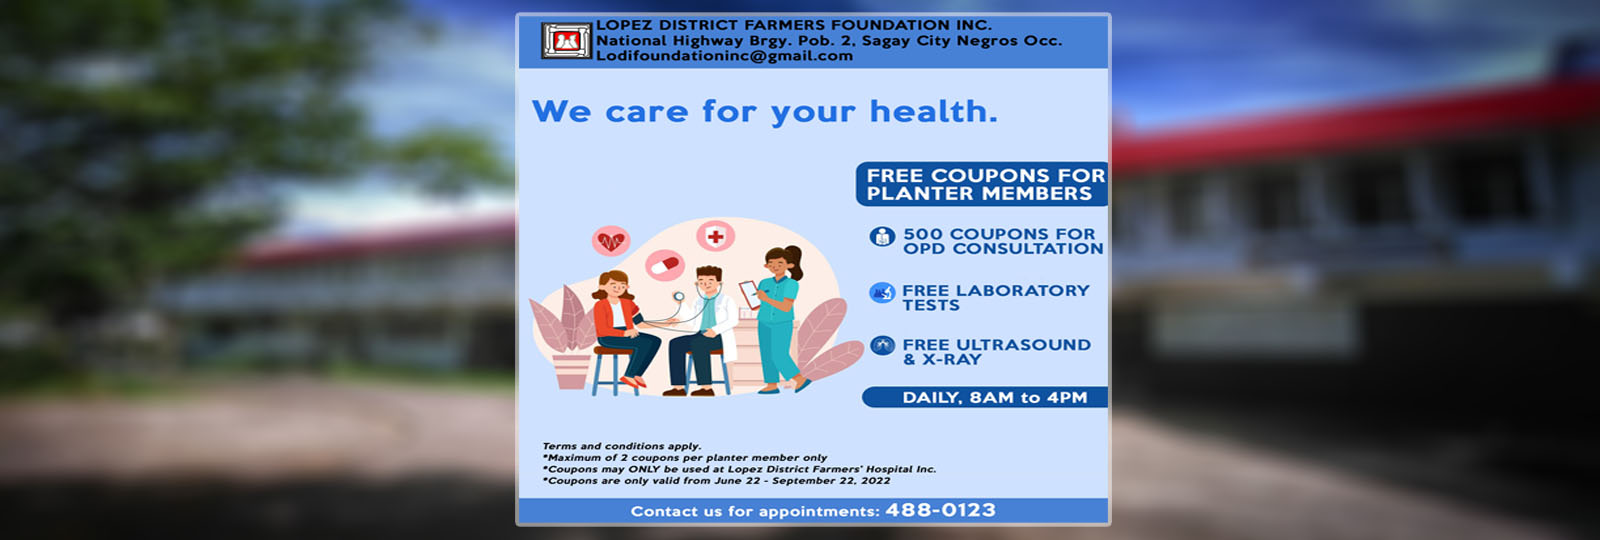 LOPEZ DISTRICT FARMERS FOUNDATION INC.
National Highway Brgy. Pob. 2, Sagay City Negros Occ.
Lodifoundationinc@gmail.com
We care for your health.
FREE COUPONS FOR
PLANTER MEMBERS
500 COUPONS FOR
OPD CONSULTATION
FREE LABORATORY
TESTS
FREE ULTRASOUND
& X-RAY
DAILY, 8AM to 4PM
Terms and conditions apply.
*Maximum of 2 coupons per planter member only
*Coupons may ONLY be used at Lopez District Farmers' Hospital Inc.
*Coupons are only valid from June 22 - September 22, 2022
Contact us for appointments: 488-0123